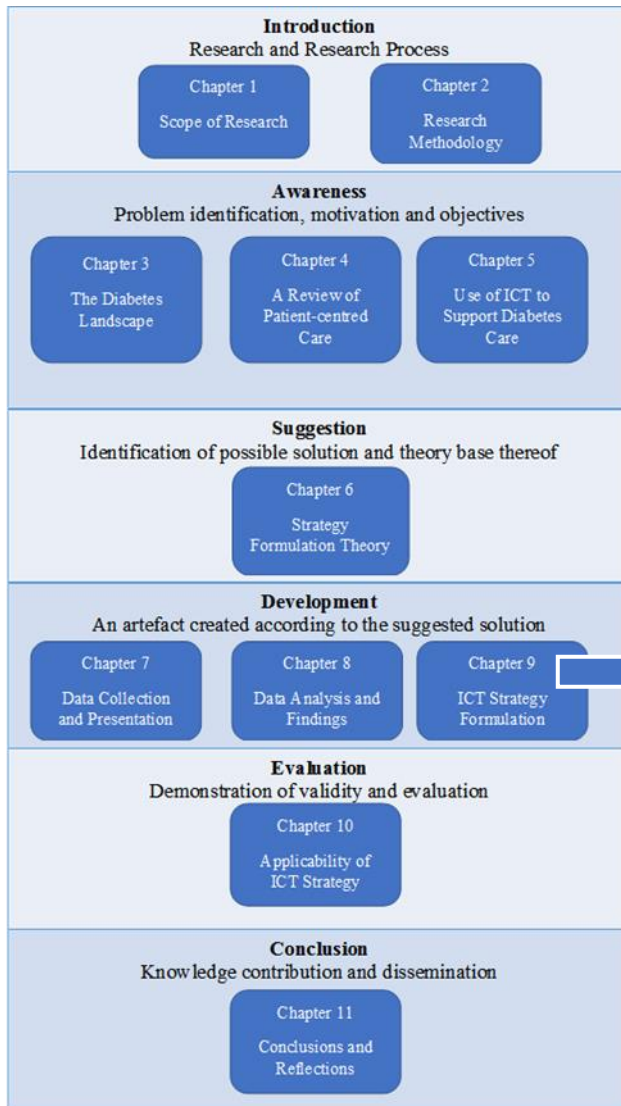 Introduction
Research and Research Process
Chapter 1
Scope of Research
Chapter 2
Research
Methodology
Awareness
Problem identification, motivation and objectives
Chapter 3
The Diabetes
Landscape
Chapter 4
A Review of
Patient-centred
Care
Chapter 5
Use of ICT to
Support Diabetes
Care
Suggestion
Identification of possible solution and theory base thereof
Chapter 6
Strategy
Formulation Theory
Development
An artefact created according to the suggested solution
Chapter 7
Data Collection
and Presentation
Chapter 8
Data Analysis and
Findings
Chapter 9
ICT Strategy
Formulation
Evaluation
Demonstration of validity and evaluation
Chapter 10
Applicability of
ICT Strategy
Conclusion
Knowledge contribution and dissemination
Chapter 11
Conclusions and
Reflections